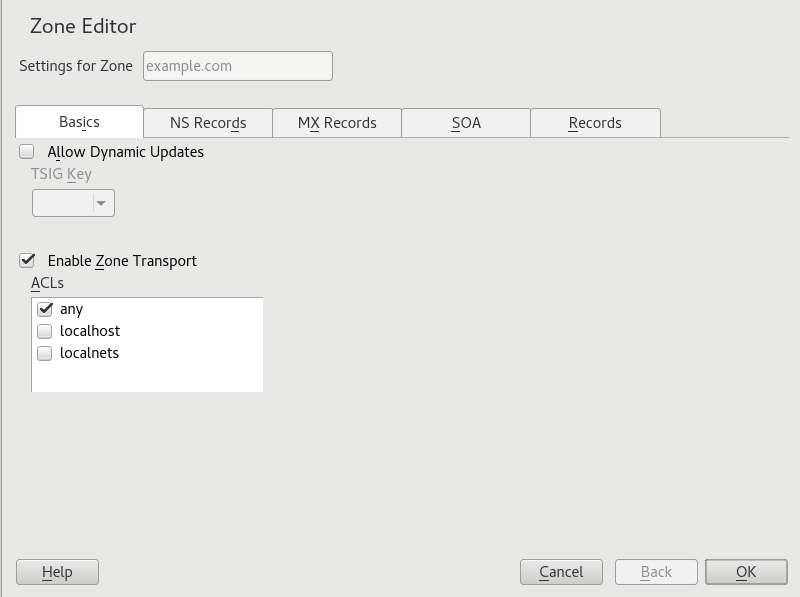 Zone Editor
Settings for Zone example.com
Basics NS Records MX Records SOA Records
Allow Dynamic Updates
TSIG Key
Enable Zone Transport
ACLs
any
localhost
localnets
Help Cancel Back OK